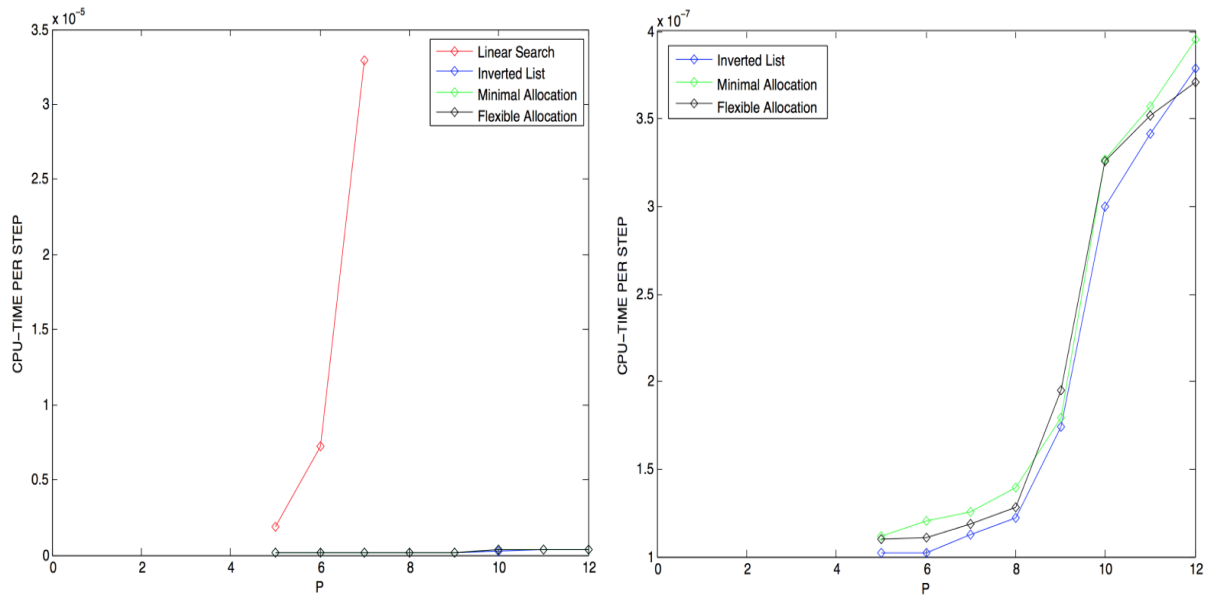 x 10^-5
3.5
3
2.5
2
1.5
1
0.5
0
CPU-TIME PER STEP
0 2 4 6 8 10 12
P
Linear Search
Inverted List
Minimal Allocation
Flexible Allocation
x 10^-7
4
3.5
3
2.5
2
1.5
1
CPU-TIME PER STEP
0 2 4 6 8 10 12
P
Inverted List
Minimal Allocation
Flexible Allocation